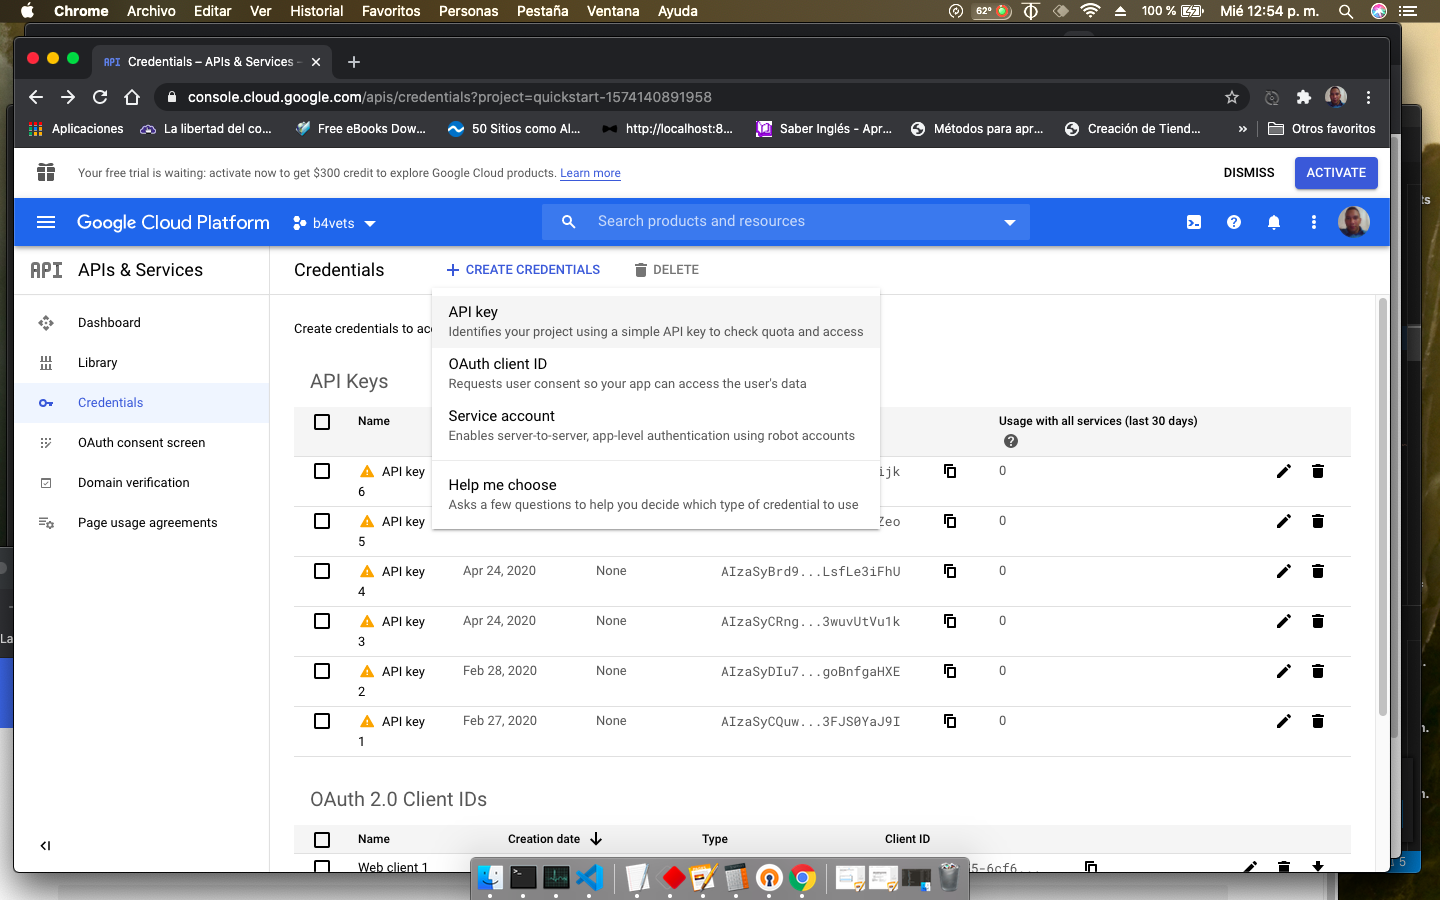 Chrome Archivo Editar Ver Historial Favoritos Personas Pestaña Ventana Ayuda 62° 100 % Mié 12:54 p. m.
API Credentials – APIs & Services –
console.cloud.google.com/apis/credentials?project=quickstart-1574140891958
Aplicaciones La libertad del co... Free eBooks Dow... 50 Sitios como Al... http://localhost:8... Saber Inglés - Apr... Métodos para apr... Creación de Tiend... » Otros favoritos
Your free trial is waiting: activate now to get $300 credit to explore Google Cloud products. Learn more DISMISS ACTIVATE
Google Cloud Platform b4vets Search products and resources
API APIs & Services Credentials CREATE CREDENTIALS DELETE
Dashboard
Library
Credentials
OAuth consent screen
Domain verification
Page usage agreements
Create credentials to acc
API key
Identifies your project using a simple API key to check quota and access
OAuth client ID
Requests user consent so your app can access the user's data
Service account
Enables server-to-server, app-level authentication using robot accounts
Help me choose
Asks a few questions to help you decide which type of credential to use
API Keys
Name Usage with all services (last 30 days)
API key 6 ijk 0
API key 5 Zeo 0
API key 4 Apr 24, 2020 None AIzaSyBrd9...LsfLe3iFhU 0
API key 3 Apr 24, 2020 None AIzaSyCRng...3wuvUtVu1k 0
API key 2 Feb 28, 2020 None AIzaSyDIu7...goBnfgaHXE 0
API key 1 Feb 27, 2020 None AIzaSyCQuw...3FJS0YaJ9I 0
OAuth 2.0 Client IDs
Name Creation date Type Client ID
Web client 1 5-6cf6...